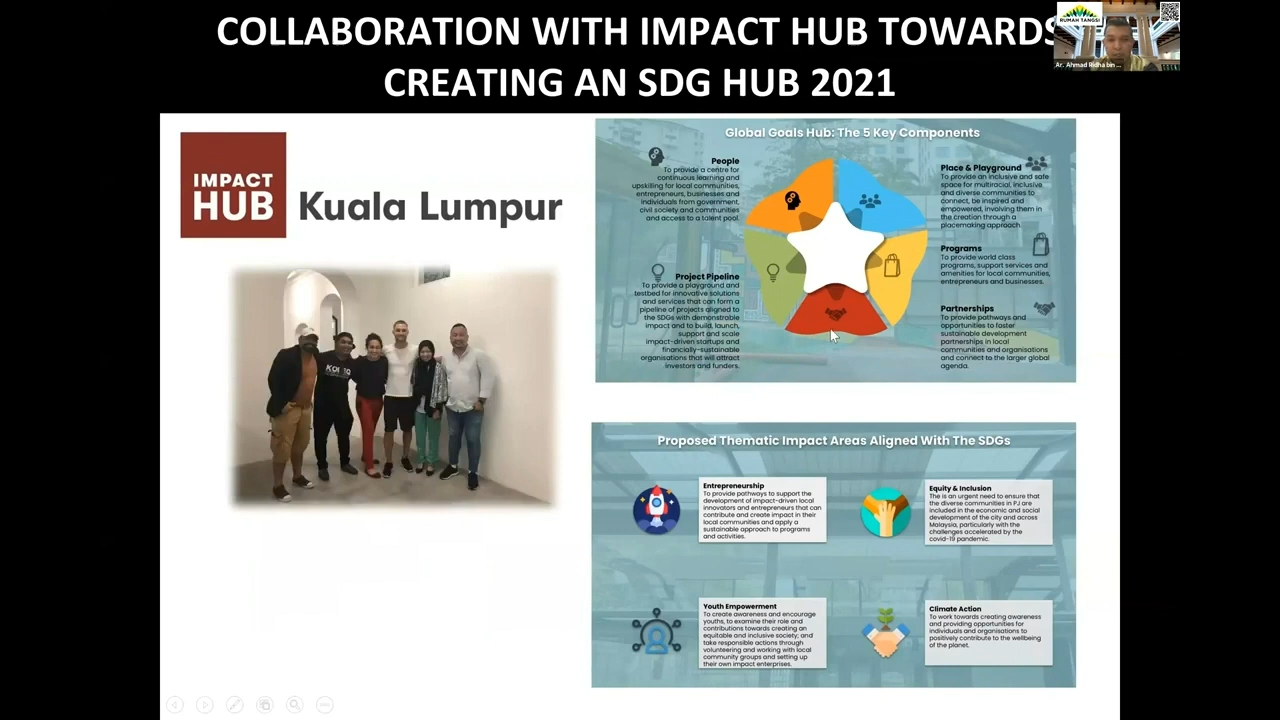 COLLABORATION WITH IMPACT HUB TOWARDS
CREATING AN SDG HUB 2021
RUMAH TANGSI
Ar. Ahmad Ridha bin ...
IMPACT
HUB
Kuala Lumpur
KOI
Global Goals Hub: The 5 Key Components
People
To provide a centre for
continuous learning and
upskilling for local communities,
entrepreneurs, businesses and
individuals from government,
civil society and communities
and access to a talent pool.
Project Pipeline
To provide a playground and
testbed for innovative solutions
and services that can form a
pipeline of projects aligned to
the SDGs with demonstrable
impact and to build, launch,
support and scale
impact-driven startups and
financially-sustainable
organisations that will attract
investors and funders.
Place & Playground
To provide an inclusive and safe
space for multiracial, inclusive
and diverse communities to
connect, be inspired and
empowered, involving them in
the creation through a
placemaking approach.
Programs
To provide world class
programs, support services and
amenities for local communities,
entrepreneurs and businesses.
Partnerships
To provide pathways and
opportunities to foster
sustainable development
partnerships in local
communities and organisations
and connect to the larger global
agenda.
Proposed Thematic Impact Areas Aligned With The SDGs
Entrepreneurship
To provide pathways to support the
development of impact-driven local
innovators and entrepreneurs that can
contribute and create impact in their
local communities and apply a
sustainable approach to programs
and activities.
Equity & Inclusion
The is an urgent need to ensure that
the diverse communities in PJ are
included in the economic and social
development of the city and across
Malaysia, particularly with the
challenges accelerated by the
covid-19 pandemic.
Youth Empowerment
To create awareness and encourage
youths, to examine their role and
contributions towards creating an
equitable and inclusive society; and
take responsible actions through
volunteering and working with local
community groups and setting up
their own impact enterprises.
Climate Action
To work towards creating awareness
and providing opportunities for
individuals and organisations to
positively contribute to the wellbeing
of the planet.